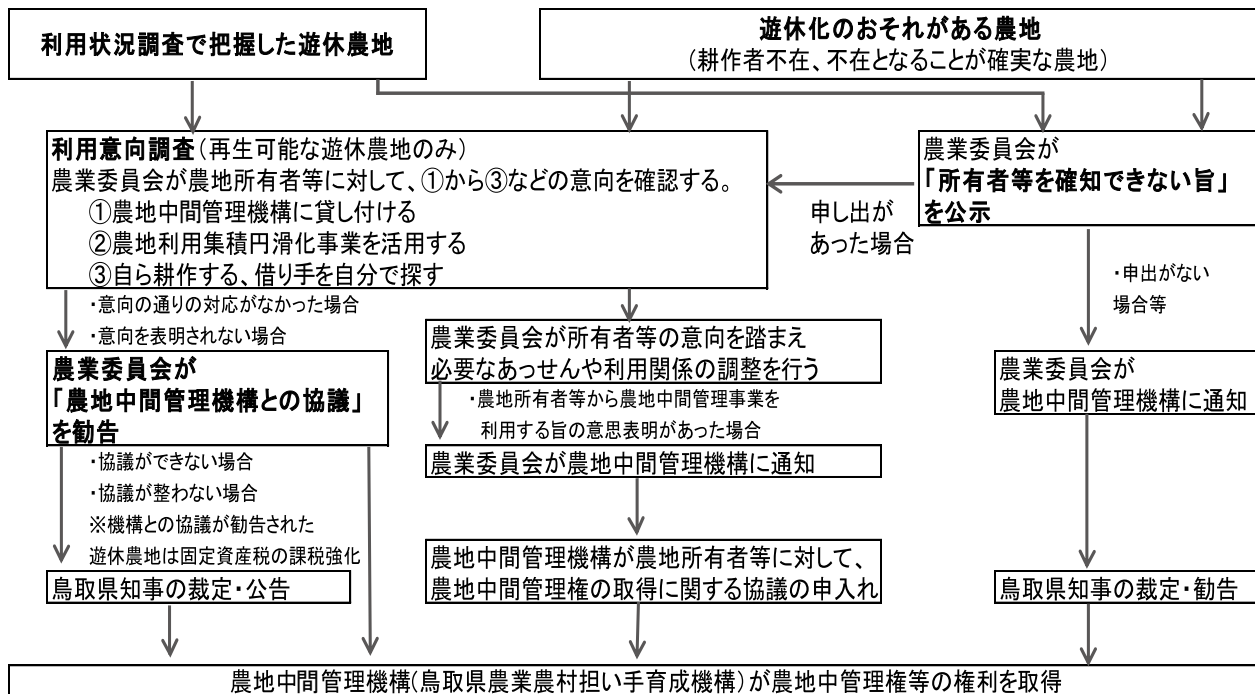 利用状況調査で把握した遊休農地
遊休化のおそれがある農地
(耕作者不在、不在となることが確実な農地)
利用意向調査(再生可能な遊休農地のみ)
農業委員会が農地所有者等に対して、①から③などの意向を確認する。
①農地中間管理機構に貸し付ける
②農地利用集積円滑化事業を活用する
③自ら耕作する、借り手を自分で探す
農業委員会が
「所有者等を確知できない旨」
を公示
申し出が
あった場合
・意向の通りの対応がなかった場合
・意向を表明されない場合
・申出がない
場合等
農業委員会が
「農地中間管理機構との協議」
を勧告
農業委員会が所有者等の意向を踏まえ
必要なあっせんや利用関係の調整を行う
農業委員会が
農地中間管理機構に通知
・農地所有者等から農地中間管理事業を
利用する旨の意思表明があった場合
農業委員会が農地中間管理機構に通知
・協議ができない場合
・協議が整わない場合
※機構との協議が勧告された
遊休農地は固定資産税の課税強化
農地中間管理機構が農地所有者等に対して、
農地中間管理権の取得に関する協議の申入れ
鳥取県知事の裁定・公告
鳥取県知事の裁定・勧告
農地中間管理機構(鳥取県農業農村担い手育成機構)が農地中管理権等の権利を取得